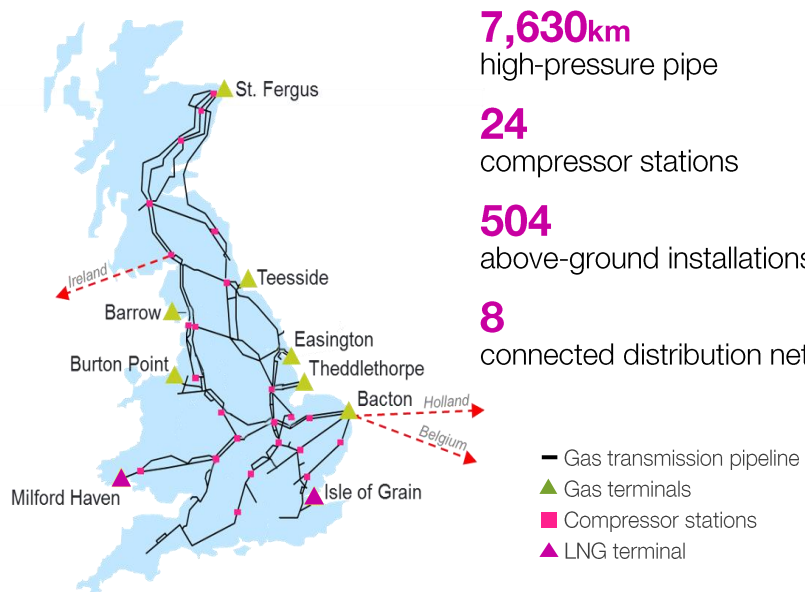 7,630km
high-pressure pipe
24
compressor stations
504
above-ground installations
8
connected distribution net
St. Fergus
Ireland
Teesside
Barrow
Easington
Burton Point
Theddlethorpe
Bacton
Holland
Belgium
Milford Haven
Isle of Grain
Gas transmission pipeline
Gas terminals
Compressor stations
LNG terminal